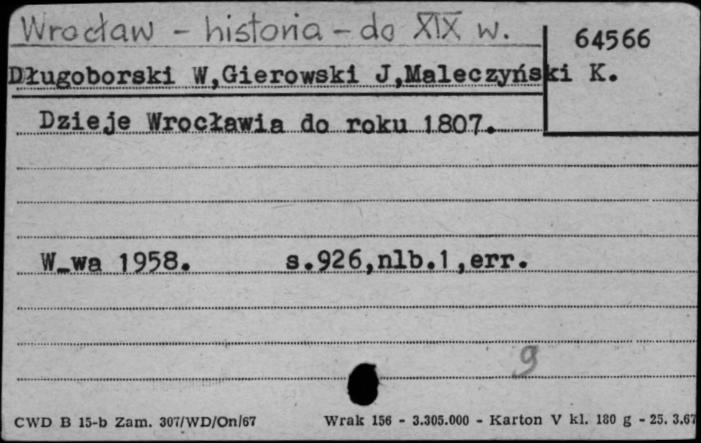 Wrocław - historia - do XIX w.
64566
Długoborski W,Gierowski J,Maleczyński K.
Dzieje Wrocławia do roku 1807.
W_wa 1958. s.926,nlb.1,err.
9
CWD B 15-b Zam. 307/WD/On/67 Wrak 156 - 3.305.000 - Karton V kl. 180 g - 25. 3.67